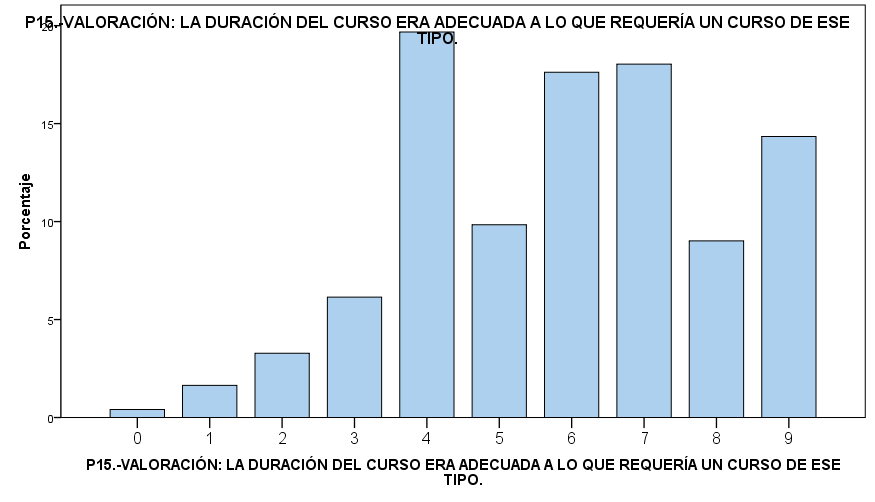 P15.-VALORACIÓN: LA DURACIÓN DEL CURSO ERA ADECUADA A LO QUE REQUERÍA UN CURSO DE ESE
TIPO.
20
15
10
5
0
Porcentaje
0 1 2 3 4 5 6 7 8 9
P15.-VALORACIÓN: LA DURACIÓN DEL CURSO ERA ADECUADA A LO QUE REQUERÍA UN CURSO DE ESE
TIPO.